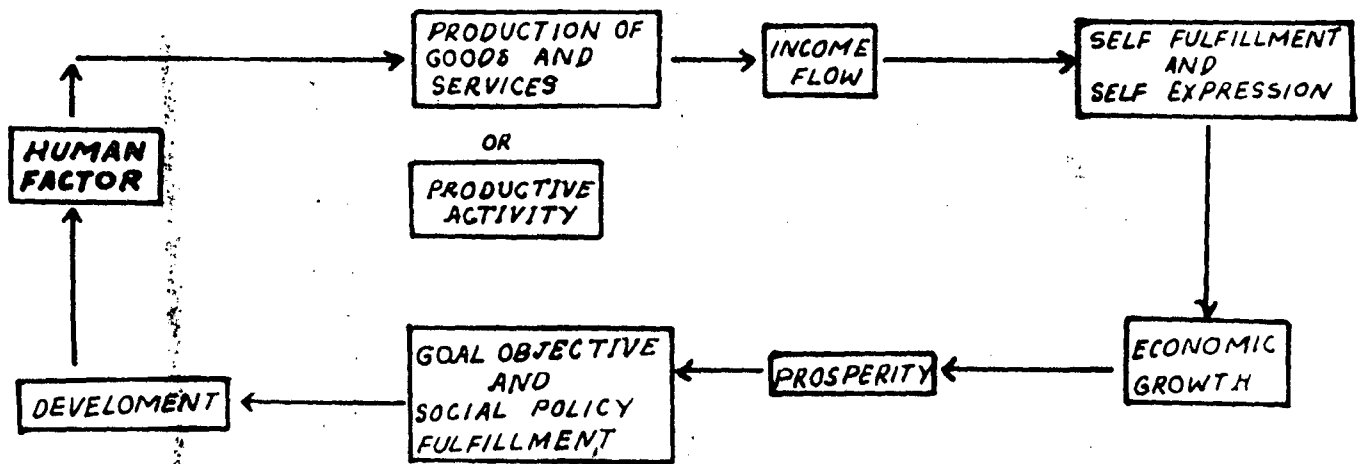 PRODUCTION OF
GOODS AND
SERVICES
INCOME
FLOW
SELF FULFILLMENT
AND
SELF EXPRESSION
HUMAN
FACTOR
OR
PRODUCTIVE
ACTIVITY
GOAL OBJECTIVE
AND
SOCIAL POLICY
FULFILLMENT
PROSPERITY
ECONOMIC
GROWTH
DEVELOMENT